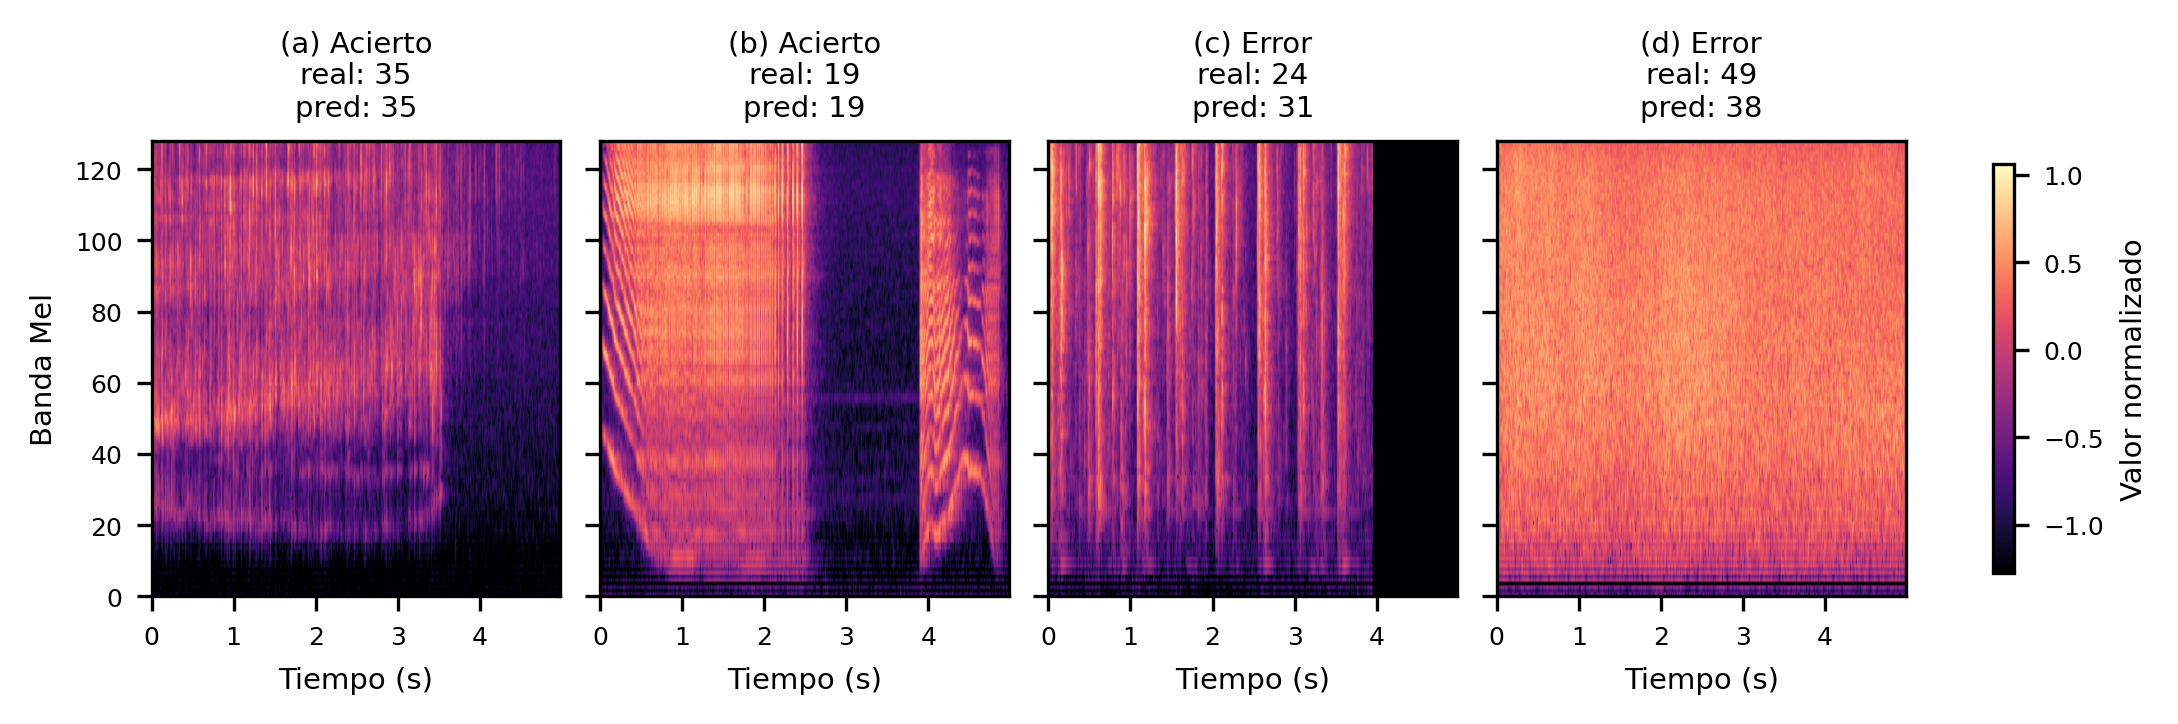 (a) Acierto
real: 35
pred: 35
(b) Acierto
real: 19
pred: 19
(c) Error
real: 24
pred: 31
(d) Error
real: 49
pred: 38
Banda Mel
120
100
80
60
40
20
0
0 1 2 3 4
Tiempo (s)
0 1 2 3 4
Tiempo (s)
0 1 2 3 4
Tiempo (s)
0 1 2 3 4
Tiempo (s)
1.0
0.5
0.0
−0.5
−1.0
Valor normalizado